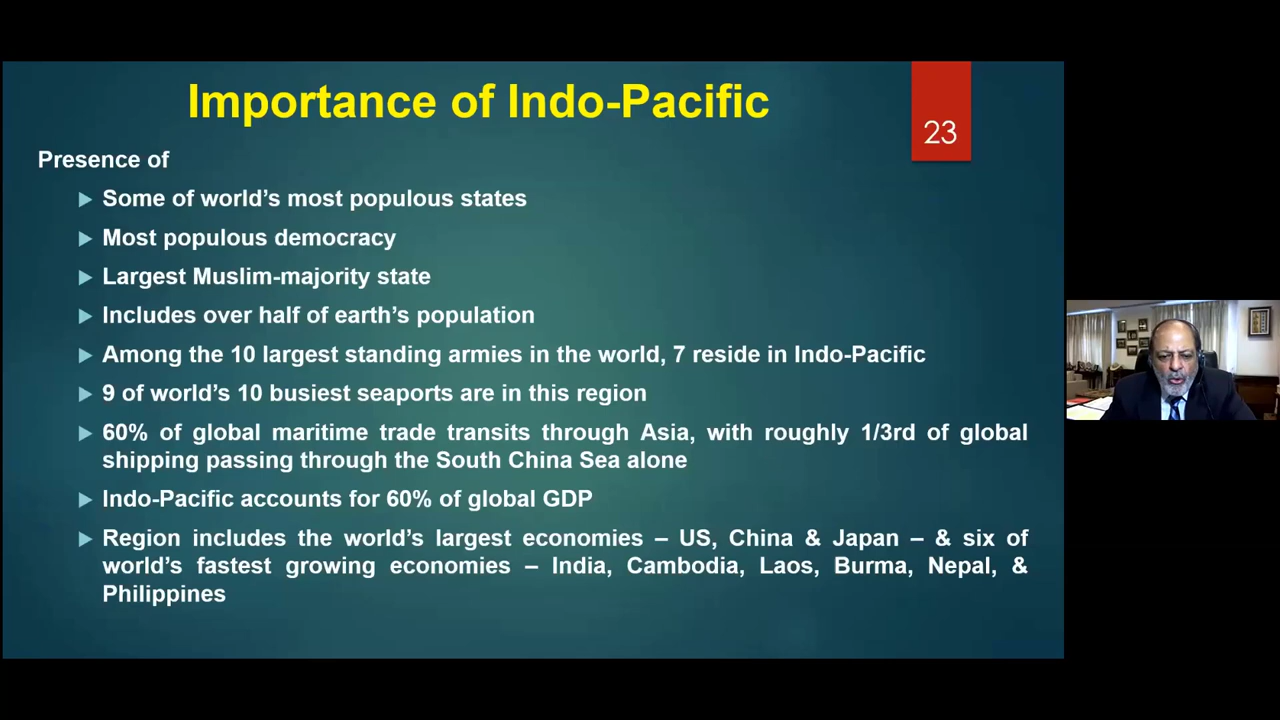 Importance of Indo-Pacific
23
Presence of
Some of world's most populous states
Most populous democracy
Largest Muslim-majority state
Includes over half of earth's population
Among the 10 largest standing armies in the world, 7 reside in Indo-Pacific
9 of world's 10 busiest seaports are in this region
60% of global maritime trade transits through Asia, with roughly 1/3rd of global
shipping passing through the South China Sea alone
Indo-Pacific accounts for 60% of global GDP
Region includes the world's largest economies – US, China & Japan – & six of
world's fastest growing economies – India, Cambodia, Laos, Burma, Nepal, &
Philippines